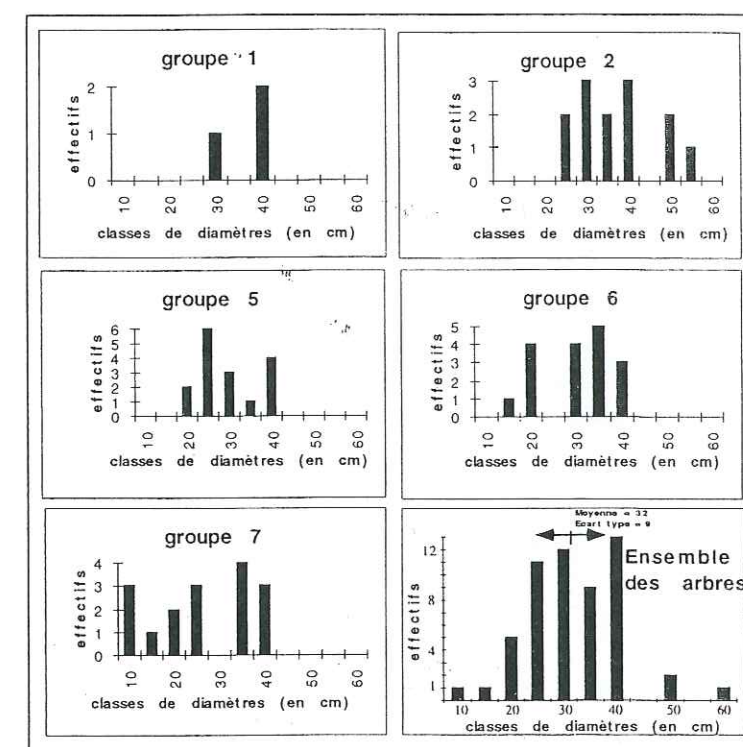 groupe 1
effectifs
2
1
0
10 20 30 40 50 60
classes de diamètres (en cm)
groupe 2
effectifs
3
2
1
0
10 20 30 40 50 60
classes de diamètres (en cm)
groupe 5
effectifs
6
5
4
3
2
1
0
10 20 30 40 50 60
classes de diamètres (en cm)
groupe 6
effectifs
5
4
3
2
1
0
10 20 30 40 50 60
classes de diamètres (en cm)
groupe 7
effectifs
4
3
2
1
0
10 20 30 40 50 60
classes de diamètres (en cm)
Moyenne = 32
Ecart type = 9
Ensemble
des arbres
effectifs
12
8
4
1
10 20 30 40 50 60
classes de diamètres (en cm)